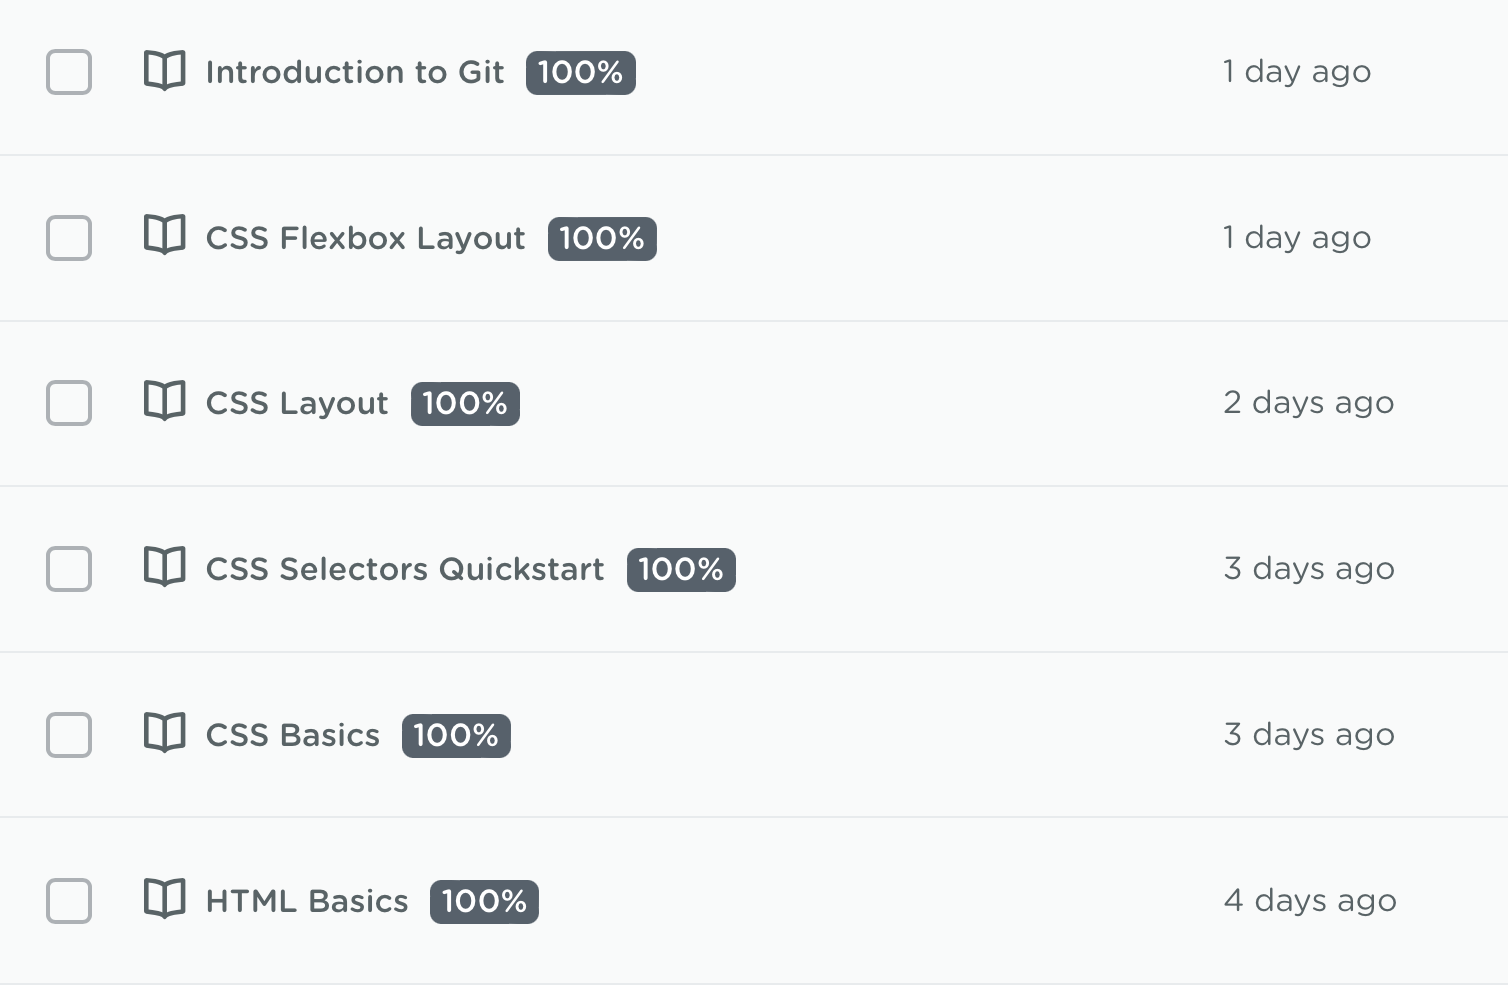 Introduction to Git 100% 1 day ago
CSS Flexbox Layout 100% 1 day ago
CSS Layout 100% 2 days ago
CSS Selectors Quickstart 100% 3 days ago
CSS Basics 100% 3 days ago
HTML Basics 100% 4 days ago